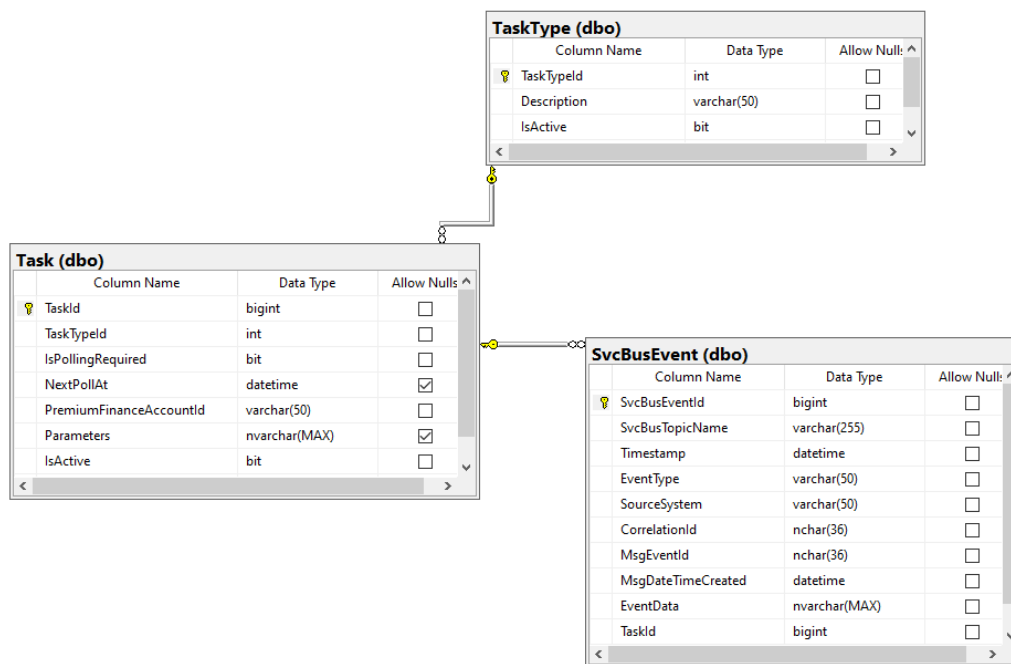 TaskType (dbo)
Column Name Data Type Allow Nulls
TaskTypeId int
Description varchar(50)
IsActive bit
Task (dbo)
Column Name Data Type Allow Nulls
TaskId bigint
TaskTypeId int
IsPollingRequired bit
NextPollAt datetime
PremiumFinanceAccountId varchar(50)
Parameters nvarchar(MAX)
IsActive bit
SvcBusEvent (dbo)
Column Name Data Type Allow Nulls
SvcBusEventId bigint
SvcBusTopicName varchar(255)
Timestamp datetime
EventType varchar(50)
SourceSystem varchar(50)
CorrelationId nchar(36)
MsgEventId nchar(36)
MsgDateTimeCreated datetime
EventData nvarchar(MAX)
TaskId bigint